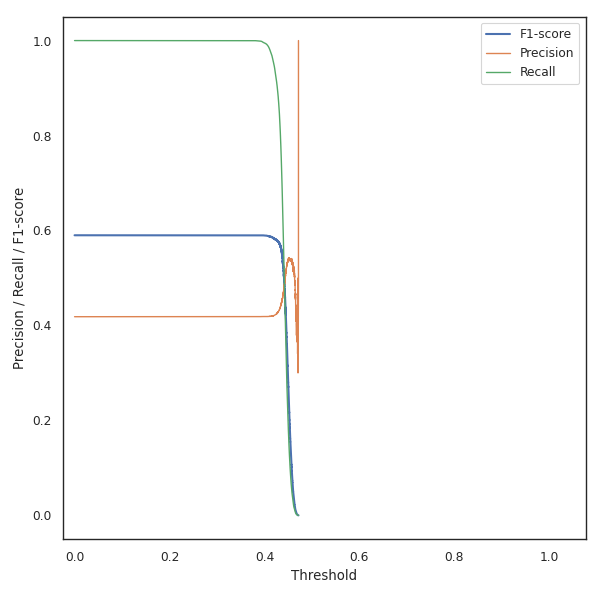 1.0
0.8
0.6
0.4
0.2
0.0
Precision / Recall / F1-score
F1-score
Precision
Recall
0.0 0.2 0.4 0.6 0.8 1.0
Threshold